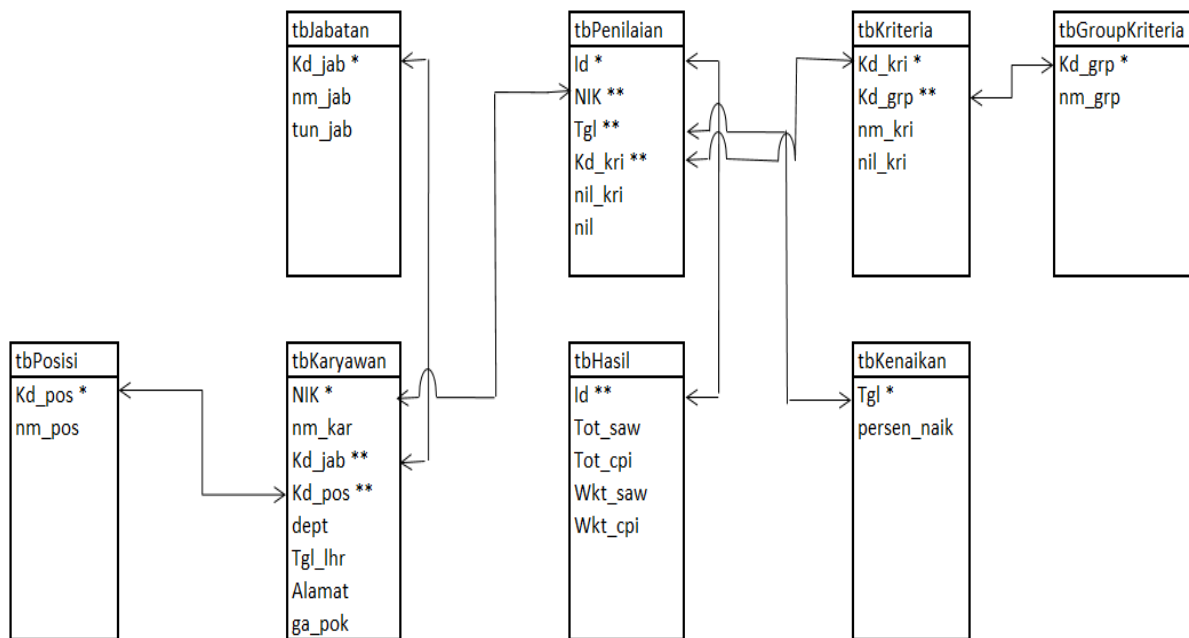 tbJabatan
Kd_jab *
nm_jab
tun_jab
tbPenilaian
Id *
NIK **
Tgl **
Kd_kri **
nil_kri
nil
tbKriteria
Kd_kri *
Kd_grp **
nm_kri
nil_kri
tbGroupKriteria
Kd_grp *
nm_grp
tbPosisi
Kd_pos *
nm_pos
tbKaryawan
NIK *
nm_kar
Kd_jab **
Kd_pos **
dept
Tgl_lhr
Alamat
ga_pok
tbHasil
Id **
Tot_saw
Tot_cpi
Wkt_saw
Wkt_cpi
tbKenaikan
Tgl *
persen_naik